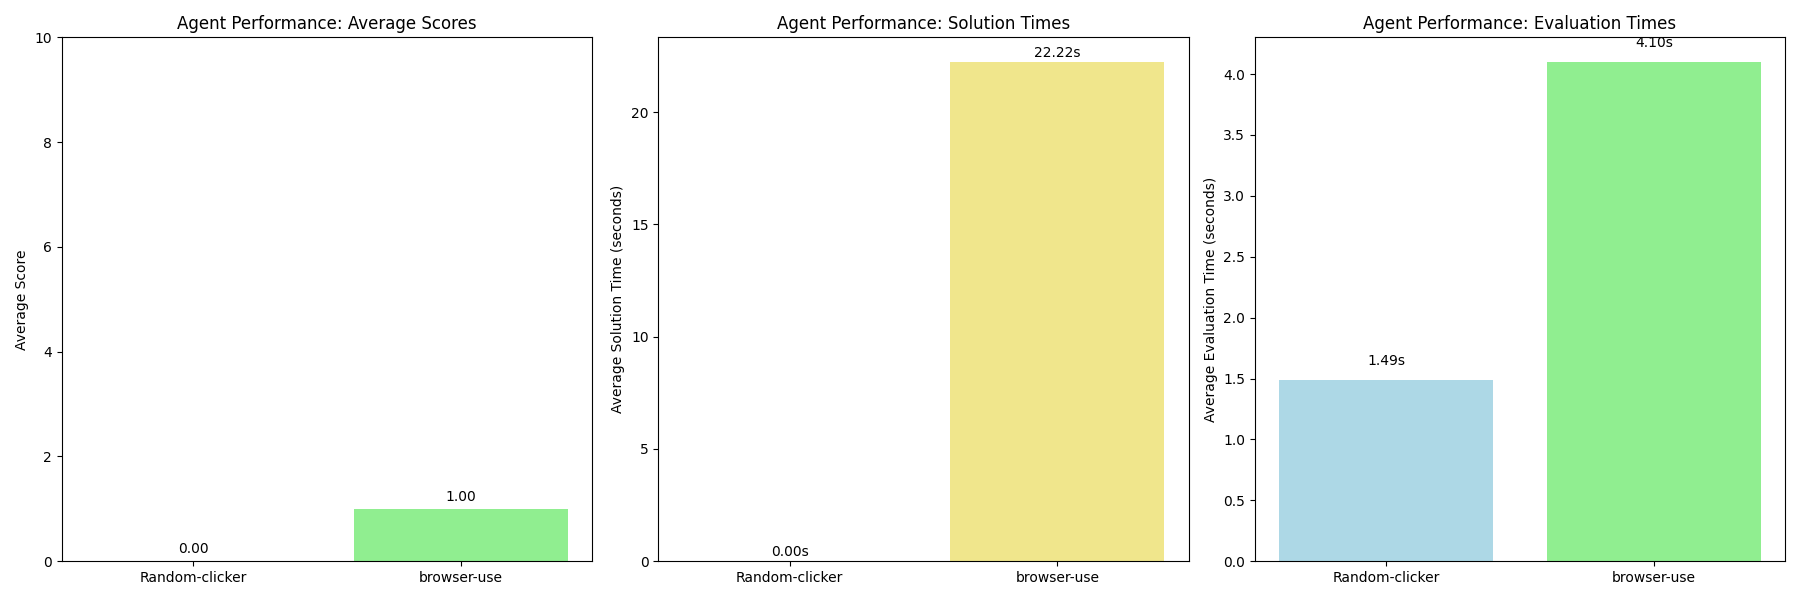 Agent Performance: Average Scores
Average Score
10
8
6
4
2
0
0.00
1.00
Random-clicker
browser-use
Agent Performance: Solution Times
Average Solution Time (seconds)
20
15
10
5
0
0.00s
22.22s
Random-clicker
browser-use
Agent Performance: Evaluation Times
Average Evaluation Time (seconds)
4.0
3.5
3.0
2.5
2.0
1.5
1.0
0.5
0.0
1.49s
4.10s
Random-clicker
browser-use